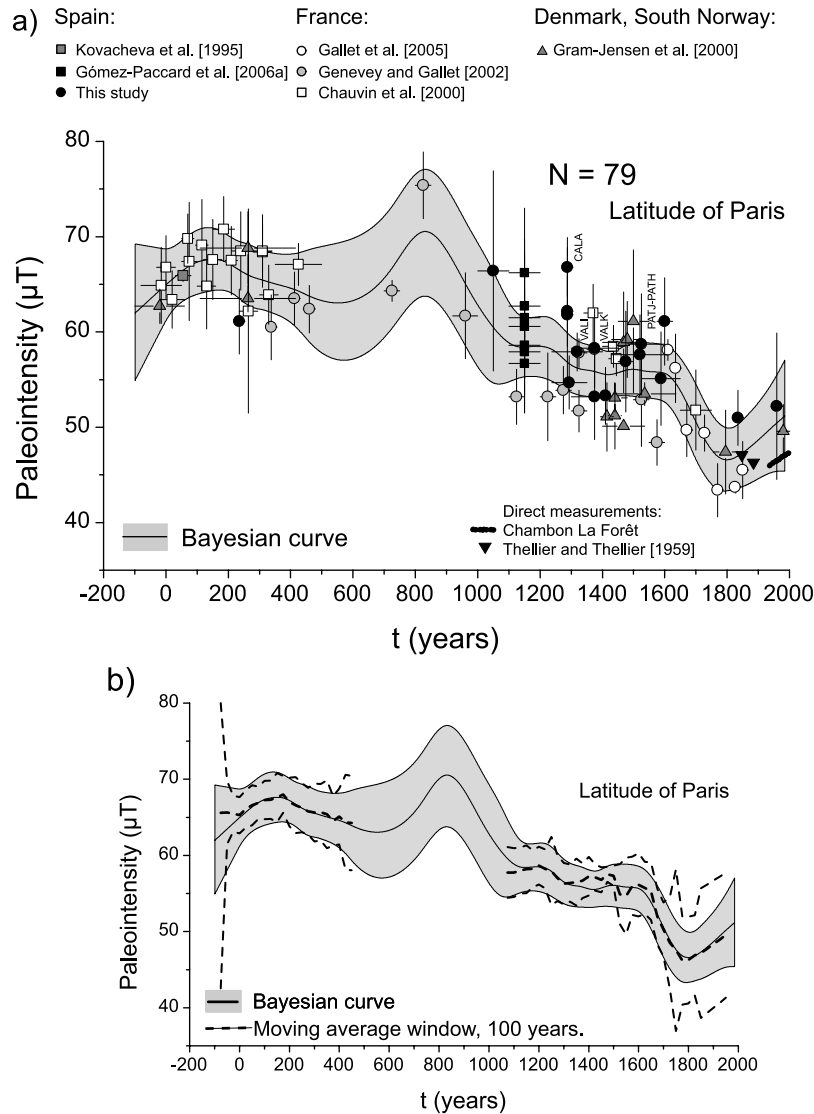 a)
Spain:
Kovacheva et al. [1995]
Gómez-Paccard et al. [2006a]
This study
France:
Gallet et al. [2005]
Genevey and Gallet [2002]
Chauvin et al. [2000]
Denmark, South Norway:
Gram-Jensen et al. [2000]
80
70
60
50
40
Paleointensity (µT)
N = 79
Latitude of Paris
CALA
VALL
VALK
PATJ-PATH
Bayesian curve
Direct measurements:
Chambon La Forêt
Thellier and Thellier [1959]
-200 0 200 400 600 800 1000 1200 1400 1600 1800 2000
t (years)
b)
80
70
60
50
40
Paleointensity (µT)
Latitude of Paris
Bayesian curve
Moving average window, 100 years.
-200 0 200 400 600 800 1000 1200 1400 1600 1800 2000
t (years)